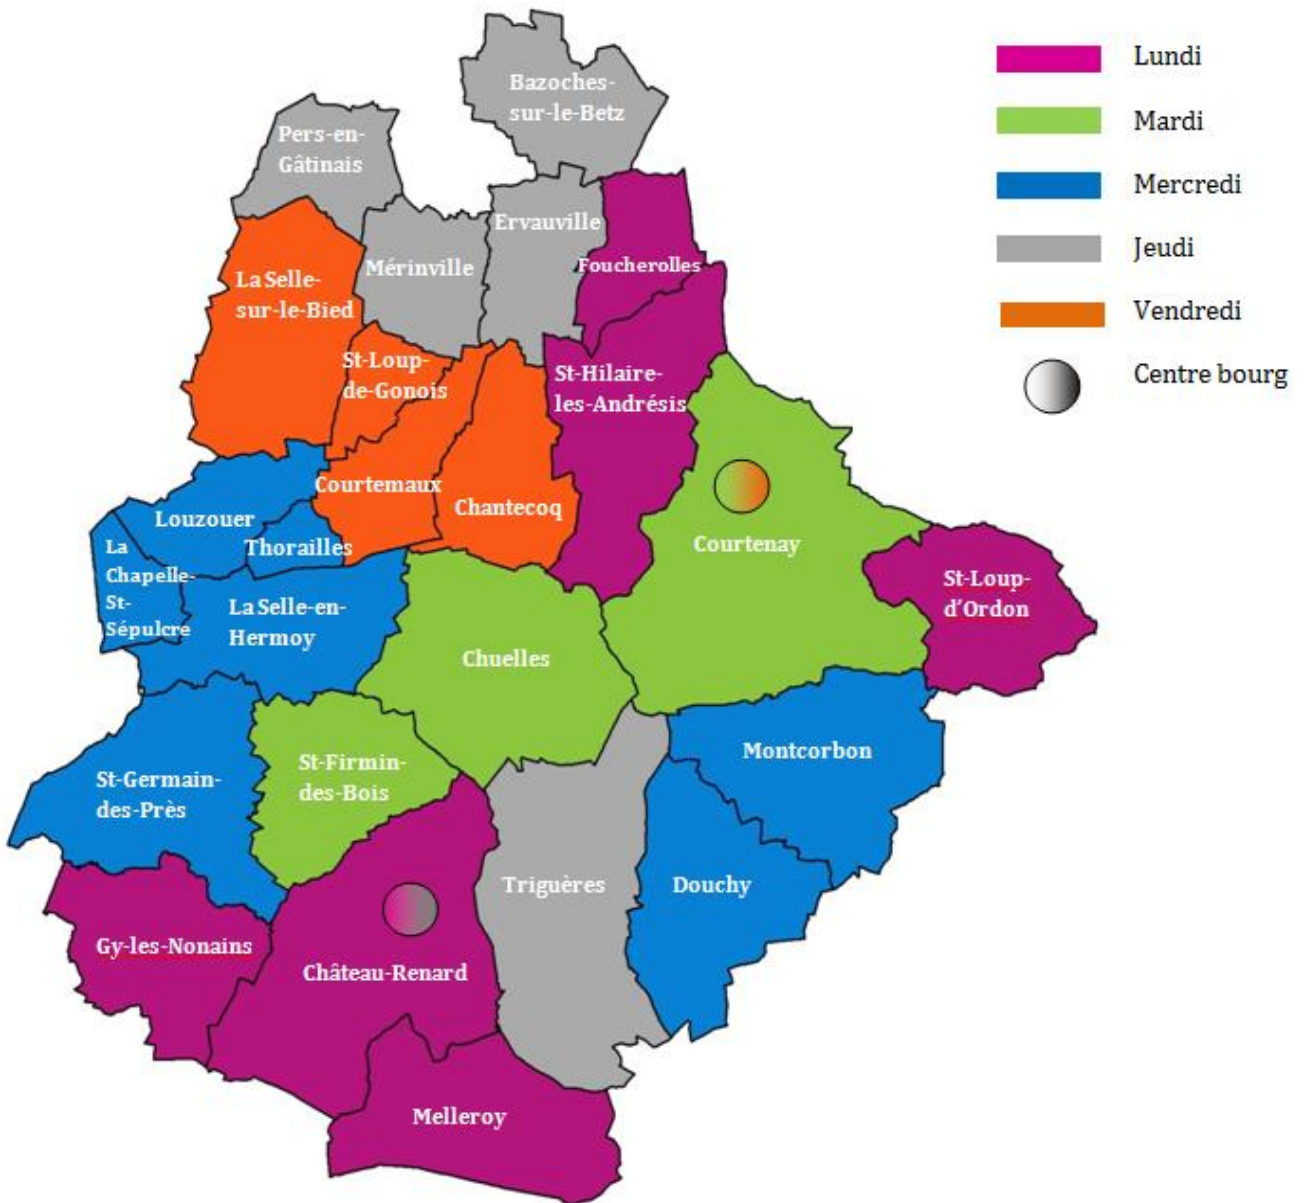 Bazoches-
sur-le-Betz
Pers-en-
Gâtinais
Ervauville
Mérinville
Foucherolles
La Selle-
sur-le-Bied
St-Loup-
de-Gonois
St-Hilaire-
les-Andrésis
Courtemaux
Chantecoq
Louzouer
Thorailles
Courtenay
La
Chapelle-
St-
Sépulcre
La Selle-en-
Hermoy
St-Loup-
d’Ordon
Chuelles
Montcorbon
St-Germain-
des-Près
St-Firmin-
des-Bois
Triguères
Douchy
Gy-les-Nonains
Château-Renard
Melleroy
Lundi
Mardi
Mercredi
Jeudi
Vendredi
Centre bourg